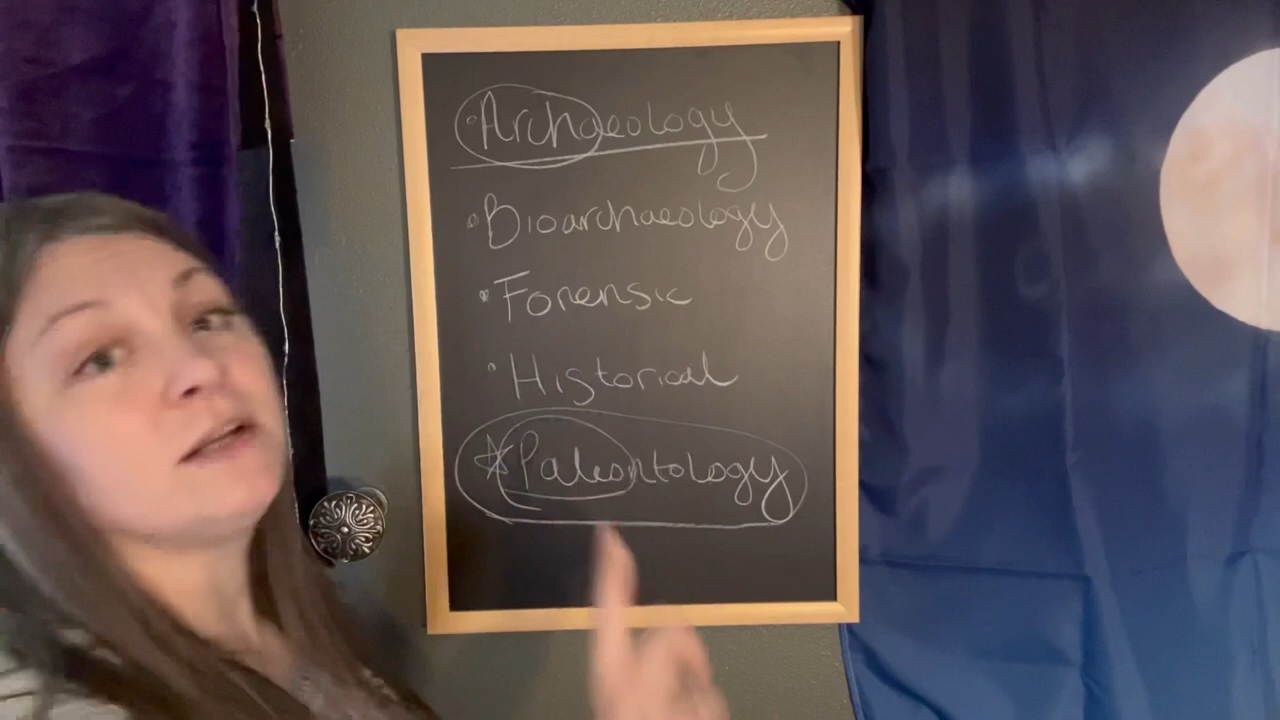 • Archaeology
• Bioarchaeology
• Forensic
• Historical
* Paleontology